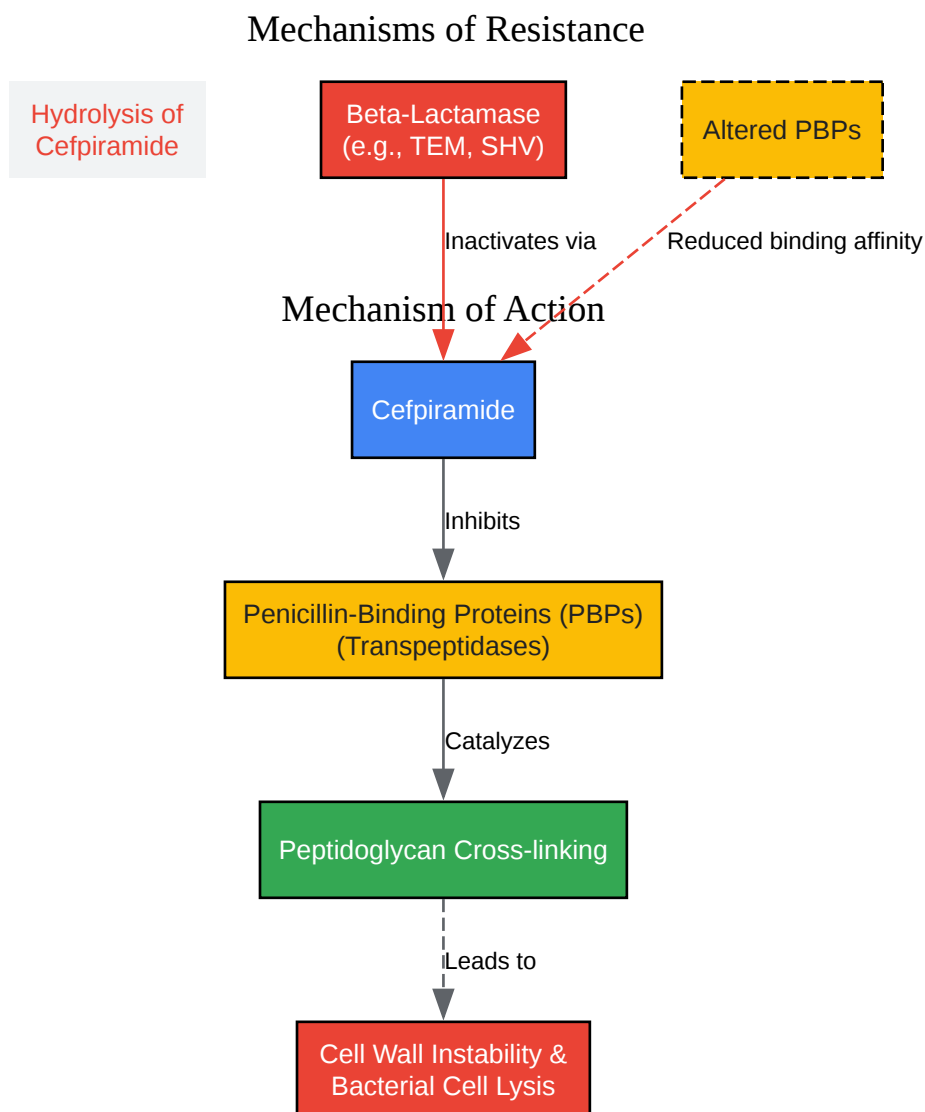 Mechanisms of Resistance
Hydrolysis of
Cefpiramide
Beta-Lactamase
(e.g., TEM, SHV)
Altered PBPs
Inactivates via
Reduced binding affinity
Mechanism of Action
Cefpiramide
Inhibits
Penicillin-Binding Proteins (PBPs)
(Transpeptidases)
Catalyzes
Peptidoglycan Cross-linking
Leads to
Cell Wall Instability &
Bacterial Cell Lysis